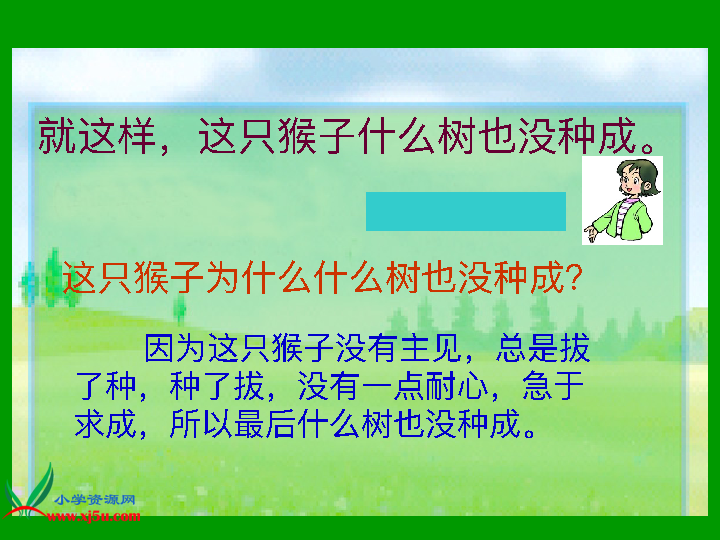 就这样，这只猴子什么树也没种成。
这只猴子为什么什么树也没种成?
因为这只猴子没有主见，总是拔
了种，种了拔，没有一点耐心，急于
求成，所以最后什么树也没种成。
小学资源网
www.xj5u.com